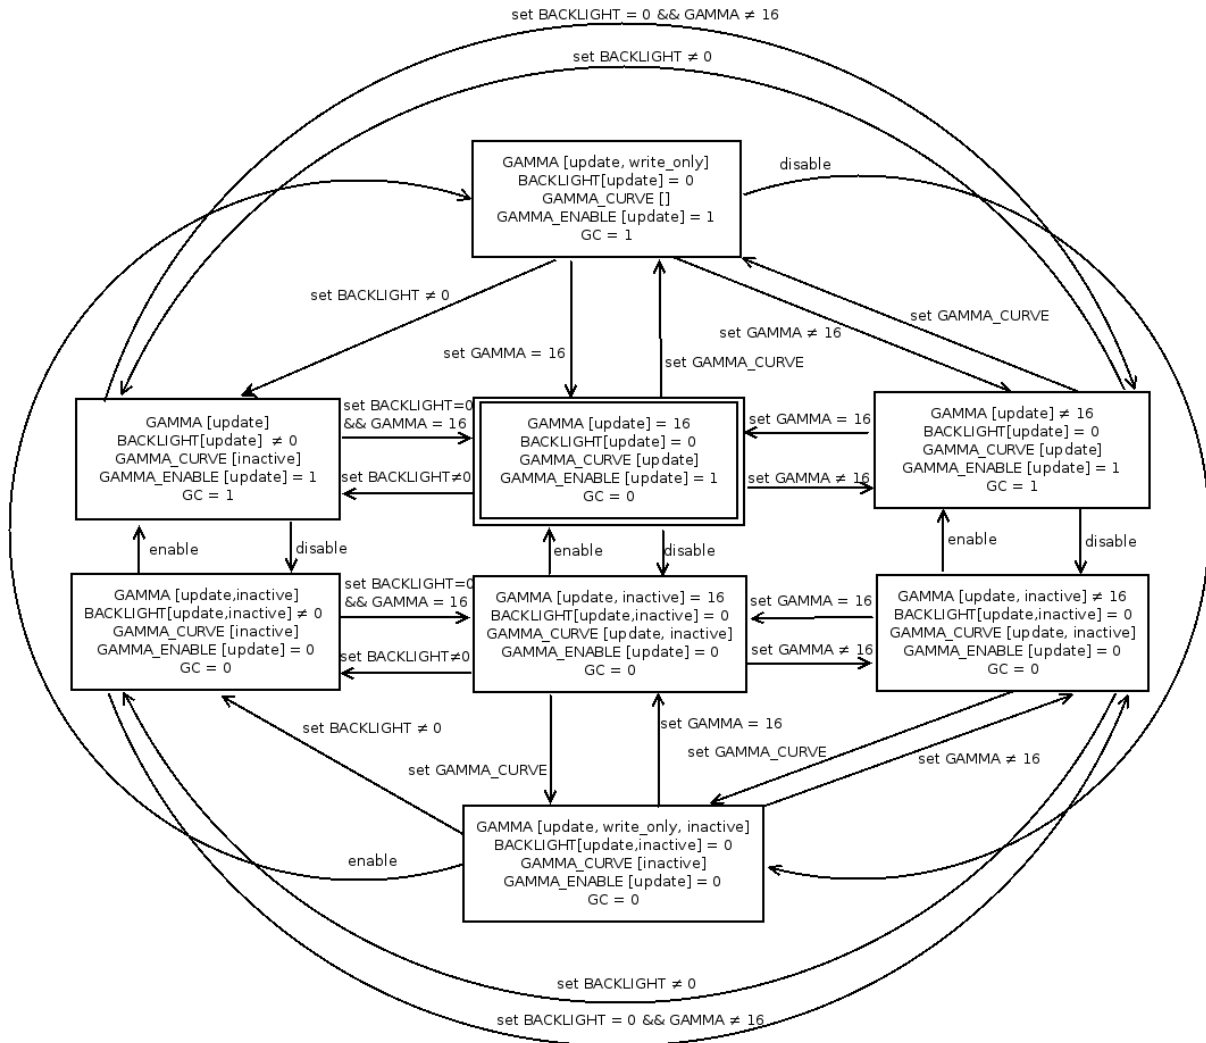 set BACKLIGHT = 0 && GAMMA ≠ 16
set BACKLIGHT ≠ 0
GAMMA [update, write_only]
BACKLIGHT[update] = 0
GAMMA_CURVE []
GAMMA_ENABLE [update] = 1
GC = 1
disable
set BACKLIGHT ≠ 0
set GAMMA = 16
set GAMMA_CURVE
set GAMMA ≠ 16
set GAMMA_CURVE
GAMMA [update]
BACKLIGHT[update] ≠ 0
GAMMA_CURVE [inactive]
GAMMA_ENABLE [update] = 1
GC = 1
set BACKLIGHT=0
&& GAMMA = 16
set BACKLIGHT≠0
GAMMA [update] = 16
BACKLIGHT[update] = 0
GAMMA_CURVE [update]
GAMMA_ENABLE [update] = 1
GC = 0
set GAMMA = 16
set GAMMA ≠ 16
GAMMA [update] ≠ 16
BACKLIGHT[update] = 0
GAMMA_CURVE [update]
GAMMA_ENABLE [update] = 1
GC = 1
enable
disable
enable
disable
enable
disable
GAMMA [update,inactive]
BACKLIGHT[update,inactive] ≠ 0
GAMMA_CURVE [inactive]
GAMMA_ENABLE [update] = 0
GC = 0
set BACKLIGHT=0
&& GAMMA = 16
set BACKLIGHT≠0
GAMMA [update, inactive] = 16
BACKLIGHT[update,inactive] = 0
GAMMA_CURVE [update, inactive]
GAMMA_ENABLE [update] = 0
GC = 0
set GAMMA = 16
set GAMMA ≠ 16
GAMMA [update, inactive] ≠ 16
BACKLIGHT[update,inactive] = 0
GAMMA_CURVE [update, inactive]
GAMMA_ENABLE [update] = 0
GC = 0
set BACKLIGHT ≠ 0
set GAMMA_CURVE
set GAMMA = 16
set GAMMA_CURVE
set GAMMA ≠ 16
GAMMA [update, write_only, inactive]
BACKLIGHT[update,inactive] = 0
GAMMA_CURVE [inactive]
GAMMA_ENABLE [update] = 0
GC = 0
enable
set BACKLIGHT ≠ 0
set BACKLIGHT = 0 && GAMMA ≠ 16